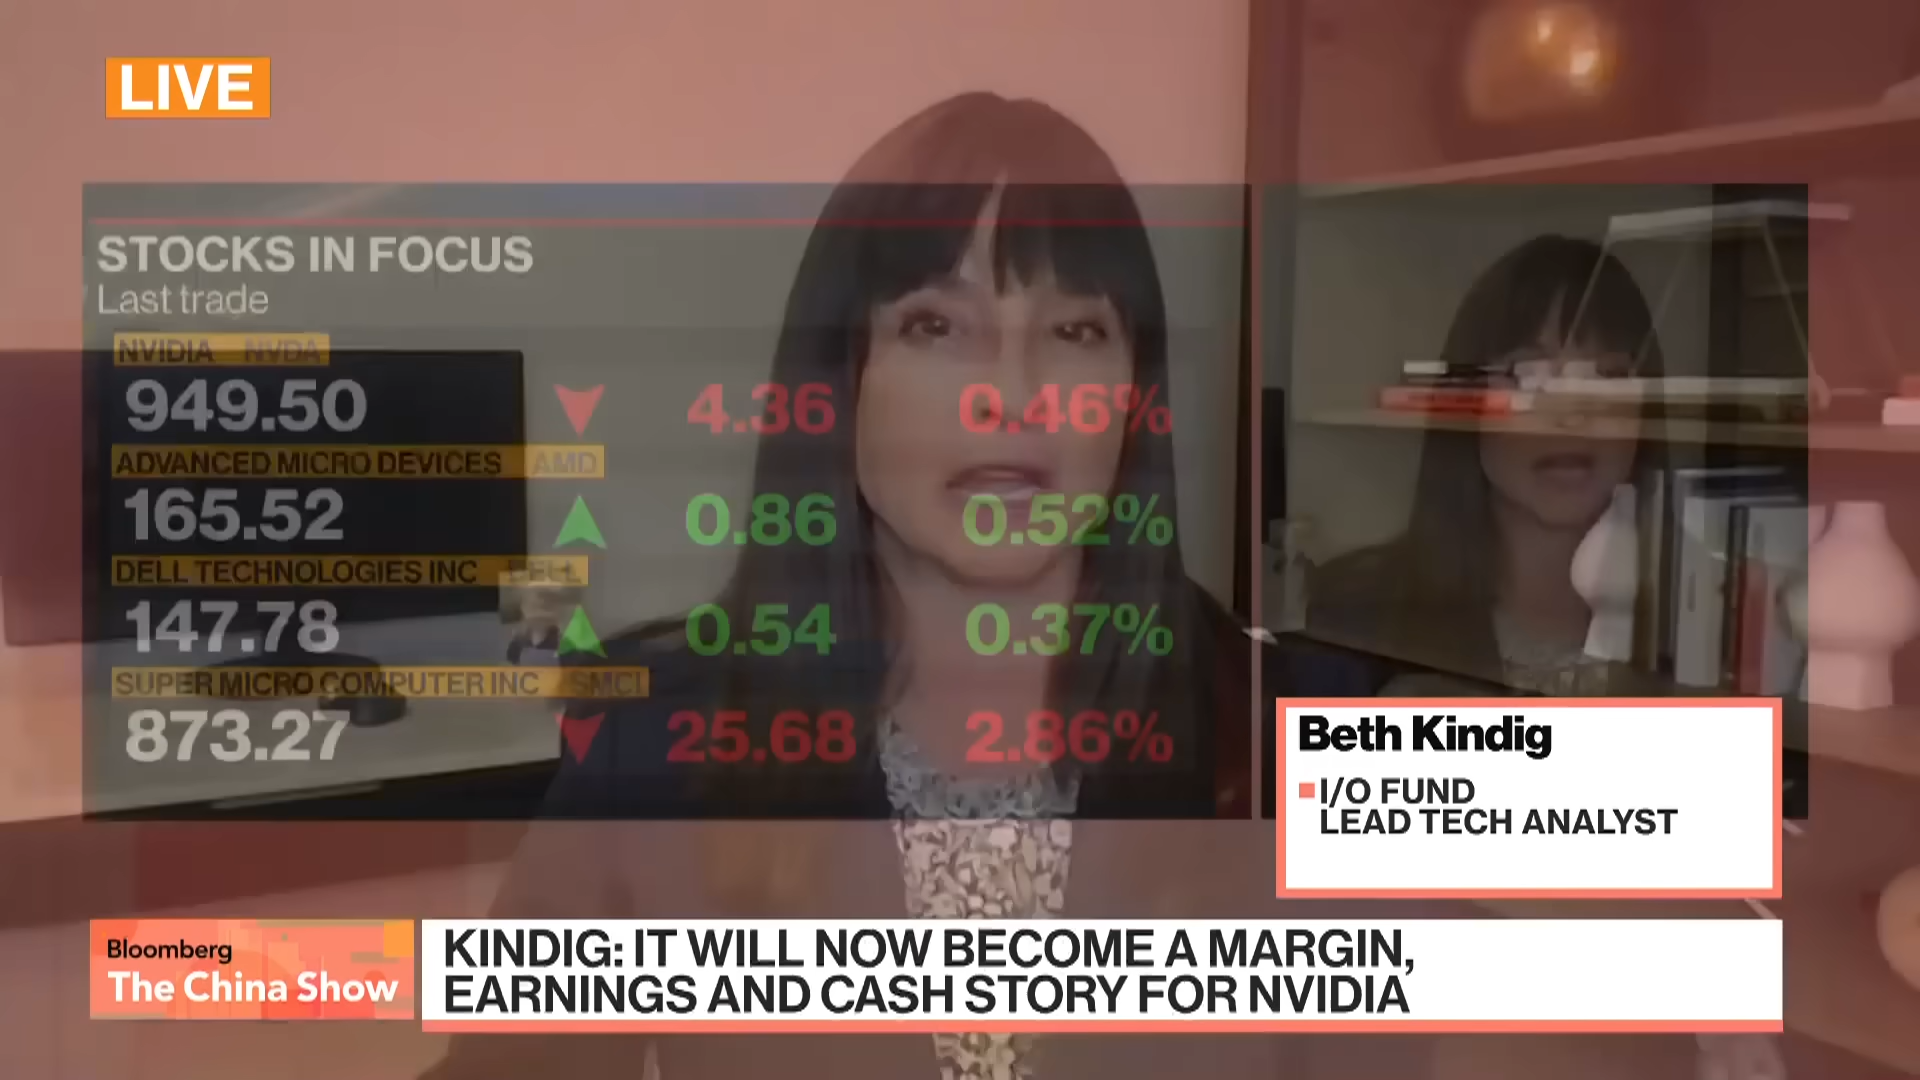 LIVE
STOCKS IN FOCUS
Last trade
NVIDIA NVDA
949.50 4.36 0.46%
ADVANCED MICRO DEVICES AMD
165.52 0.86 0.52%
DELL TECHNOLOGIES INC DELL
147.78 0.54 0.37%
SUPER MICRO COMPUTER INC SMCI
873.27 25.68 2.86%
Beth Kindig
I/O FUND
LEAD TECH ANALYST
Bloomberg
The China Show
KINDIG: IT WILL NOW BECOME A MARGIN,
EARNINGS AND CASH STORY FOR NVIDIA